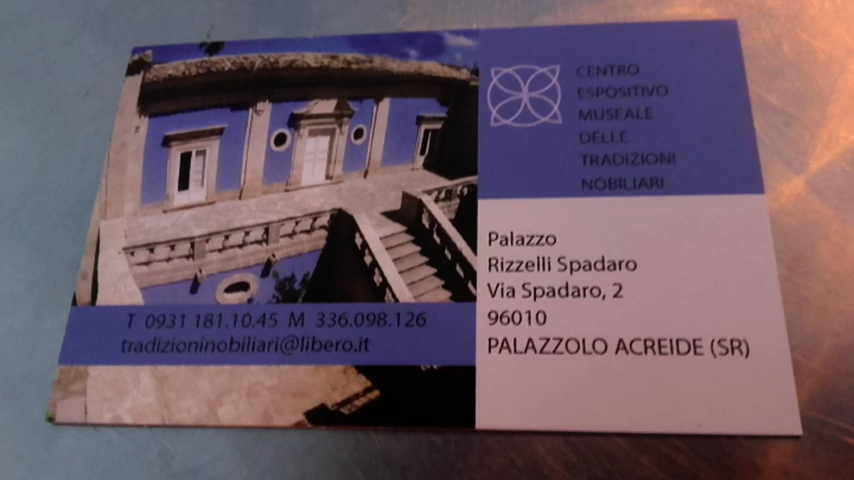 CENTRO
ESPOSITIVO
MUSEALE
DELLE
TRADIZIONI
NOBILIARI
Palazzo
Rizzelli Spadaro
Via Spadaro, 2
96010
PALAZZOLO ACREIDE (SR)
T 0931 181.10.45 M 336.098.126
tradizioninobiliari@libero.it